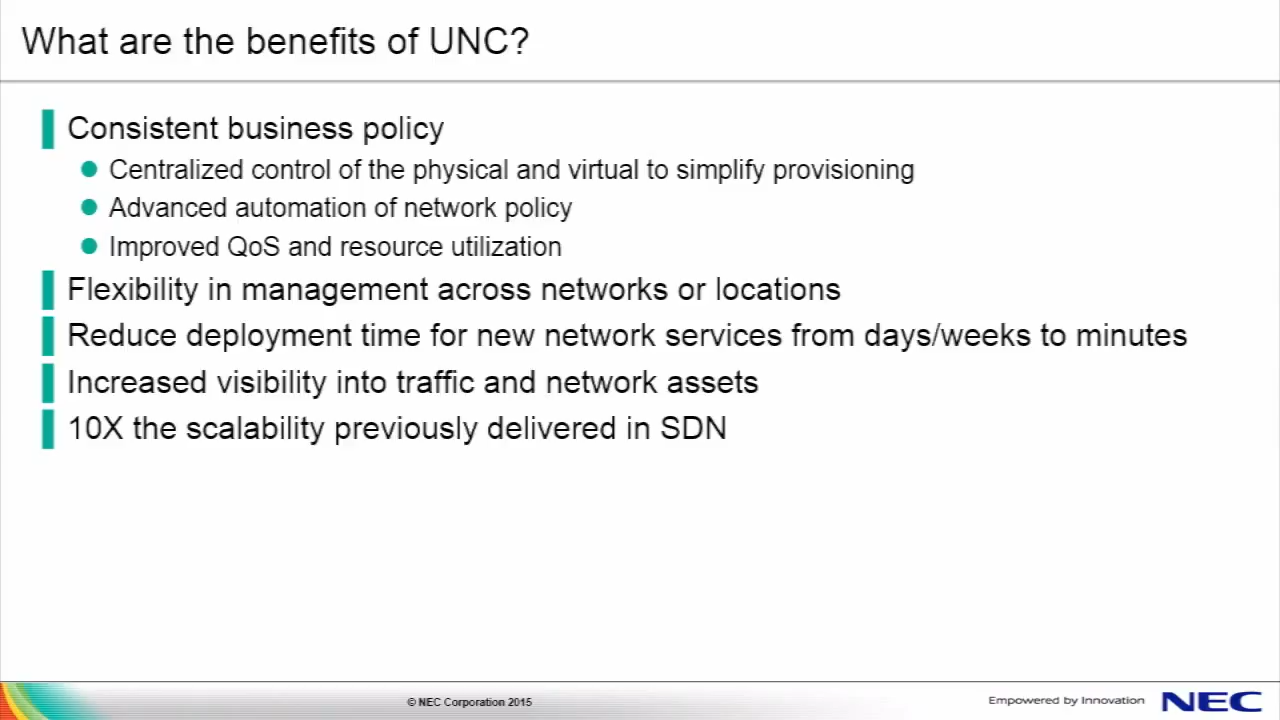 What are the benefits of UNC?
Consistent business policy
Centralized control of the physical and virtual to simplify provisioning
Advanced automation of network policy
Improved QoS and resource utilization
Flexibility in management across networks or locations
Reduce deployment time for new network services from days/weeks to minutes
Increased visibility into traffic and network assets
10X the scalability previously delivered in SDN
© NEC Corporation 2015
Empowered by Innovation
NEC